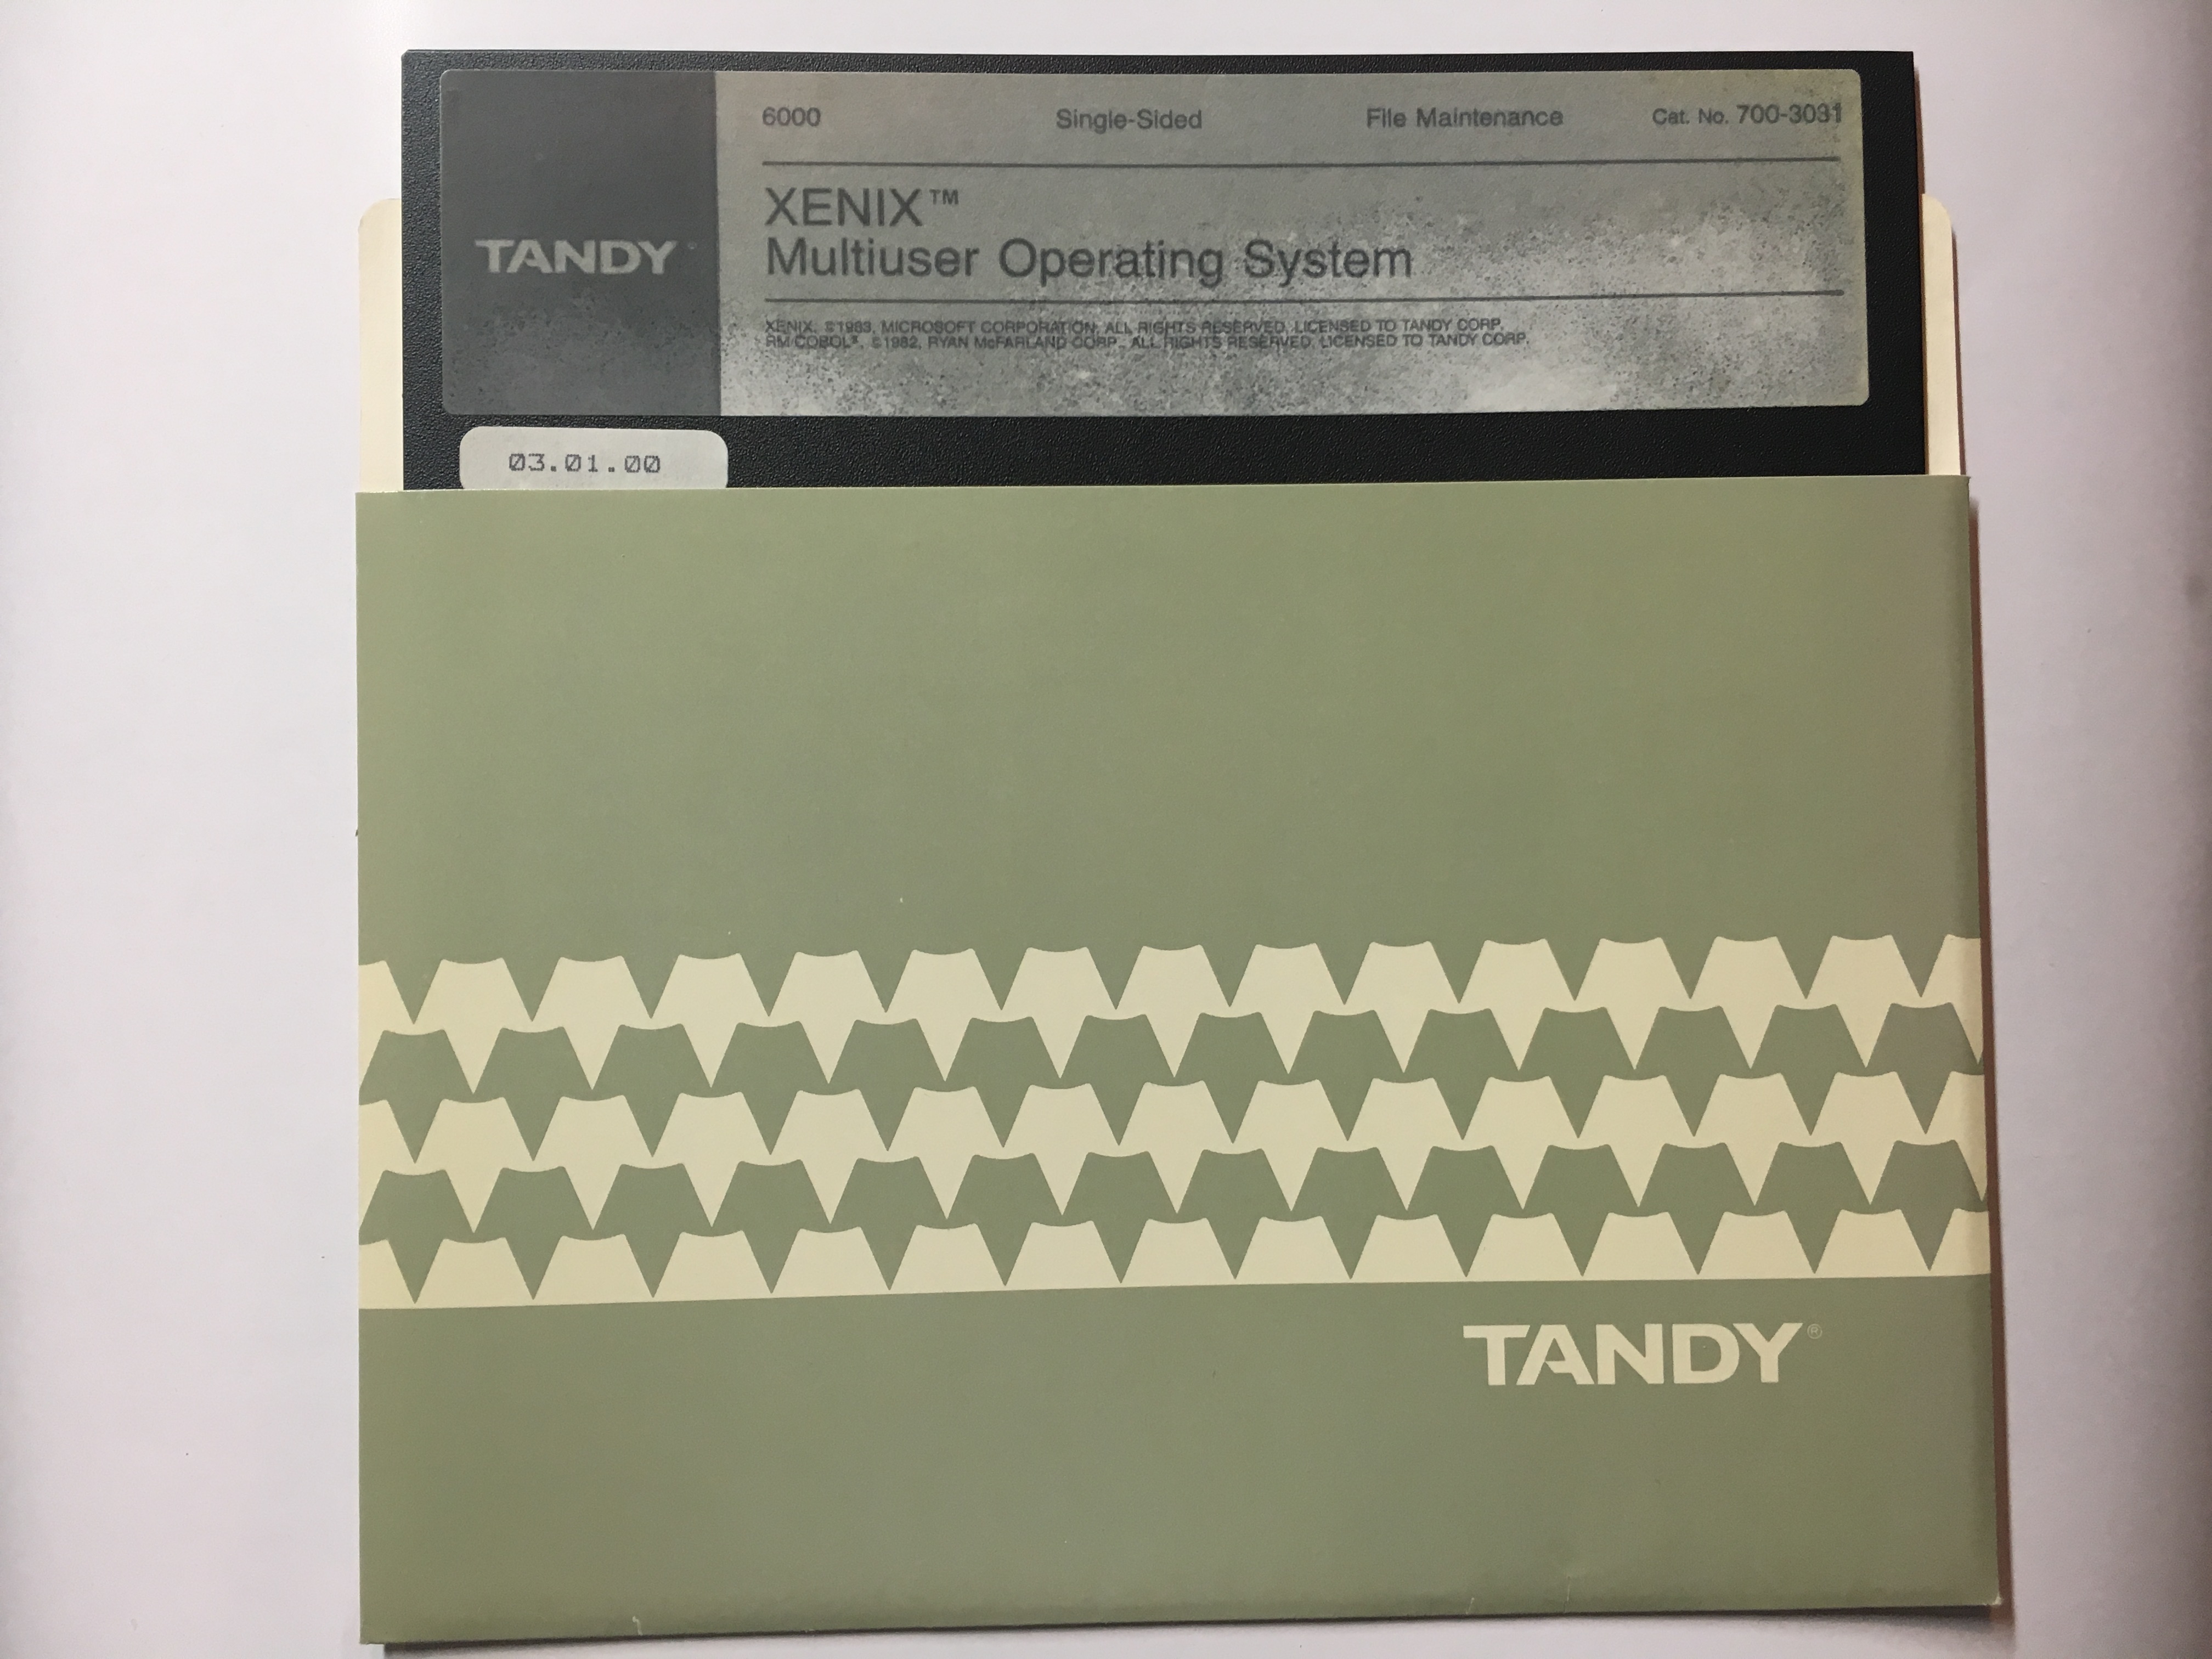 6000 Single-Sided File Maintenance Cat. No. 700-3031
XENIX™
Multiuser Operating System
TANDY
XENIX, ©1983, MICROSOFT CORPORATION, ALL RIGHTS RESERVED, LICENSED TO TANDY CORP.
RM/COBOL®, ©1982, RYAN McFARLAND CORP., ALL RIGHTS RESERVED, LICENSED TO TANDY CORP.
03.01.00
TANDY®